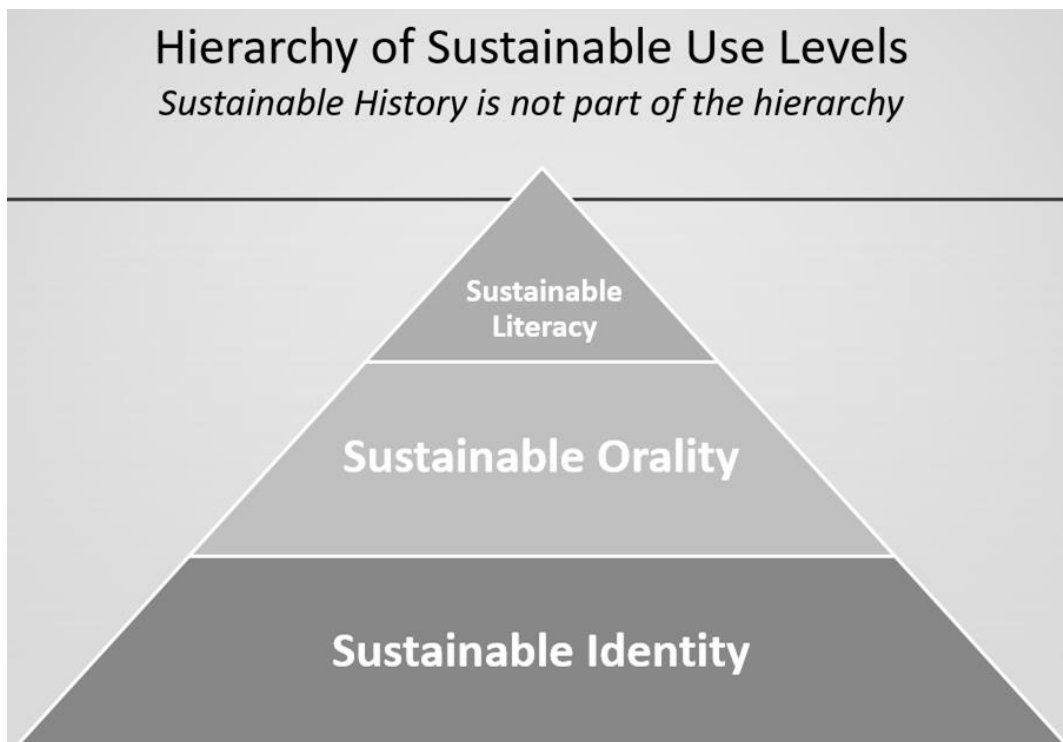 Hierarchy of Sustainable Use Levels
Sustainable History is not part of the hierarchy
Sustainable
Literacy
Sustainable Orality
Sustainable Identity